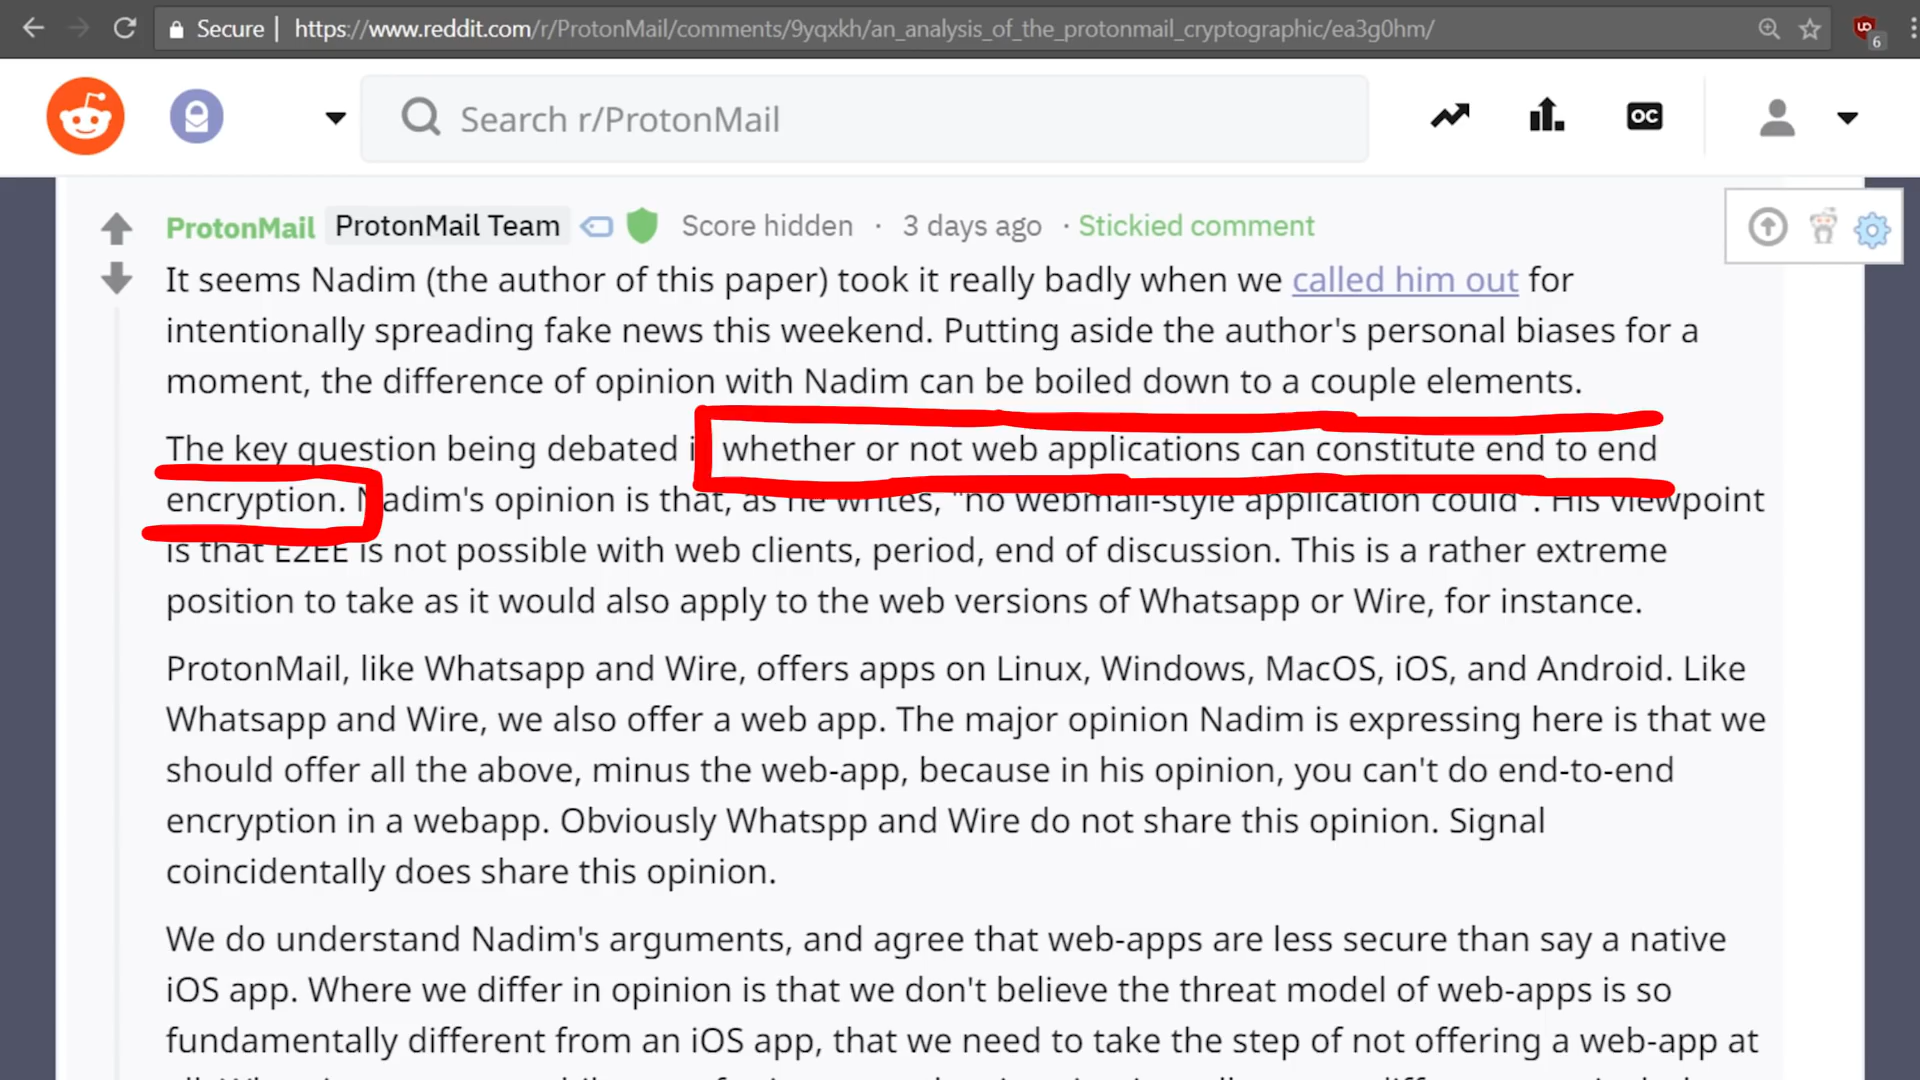 Secure
https://www.reddit.com/r/ProtonMail/comments/9yqxkh/an_analysis_of_the_protonmail_cryptographic/ea3g0hm/
6
Search r/ProtonMail
OC
ProtonMail ProtonMail Team Score hidden · 3 days ago · Stickied comment
It seems Nadim (the author of this paper) took it really badly when we called him out for
intentionally spreading fake news this weekend. Putting aside the author's personal biases for a
moment, the difference of opinion with Nadim can be boiled down to a couple elements.
The key question being debated whether or not web applications can constitute end to end
encryption. Nadim's opinion is that, as he writes, "no webmail-style application could". His viewpoint
is that E2EE is not possible with web clients, period, end of discussion. This is a rather extreme
position to take as it would also apply to the web versions of Whatsapp or Wire, for instance.
ProtonMail, like Whatsapp and Wire, offers apps on Linux, Windows, MacOS, iOS, and Android. Like
Whatsapp and Wire, we also offer a web app. The major opinion Nadim is expressing here is that we
should offer all the above, minus the web-app, because in his opinion, you can't do end-to-end
encryption in a webapp. Obviously Whatspp and Wire do not share this opinion. Signal
coincidentally does share this opinion.
We do understand Nadim's arguments, and agree that web-apps are less secure than say a native
iOS app. Where we differ in opinion is that we don't believe the threat model of web-apps is so
fundamentally different from an iOS app, that we need to take the step of not offering a web-app at